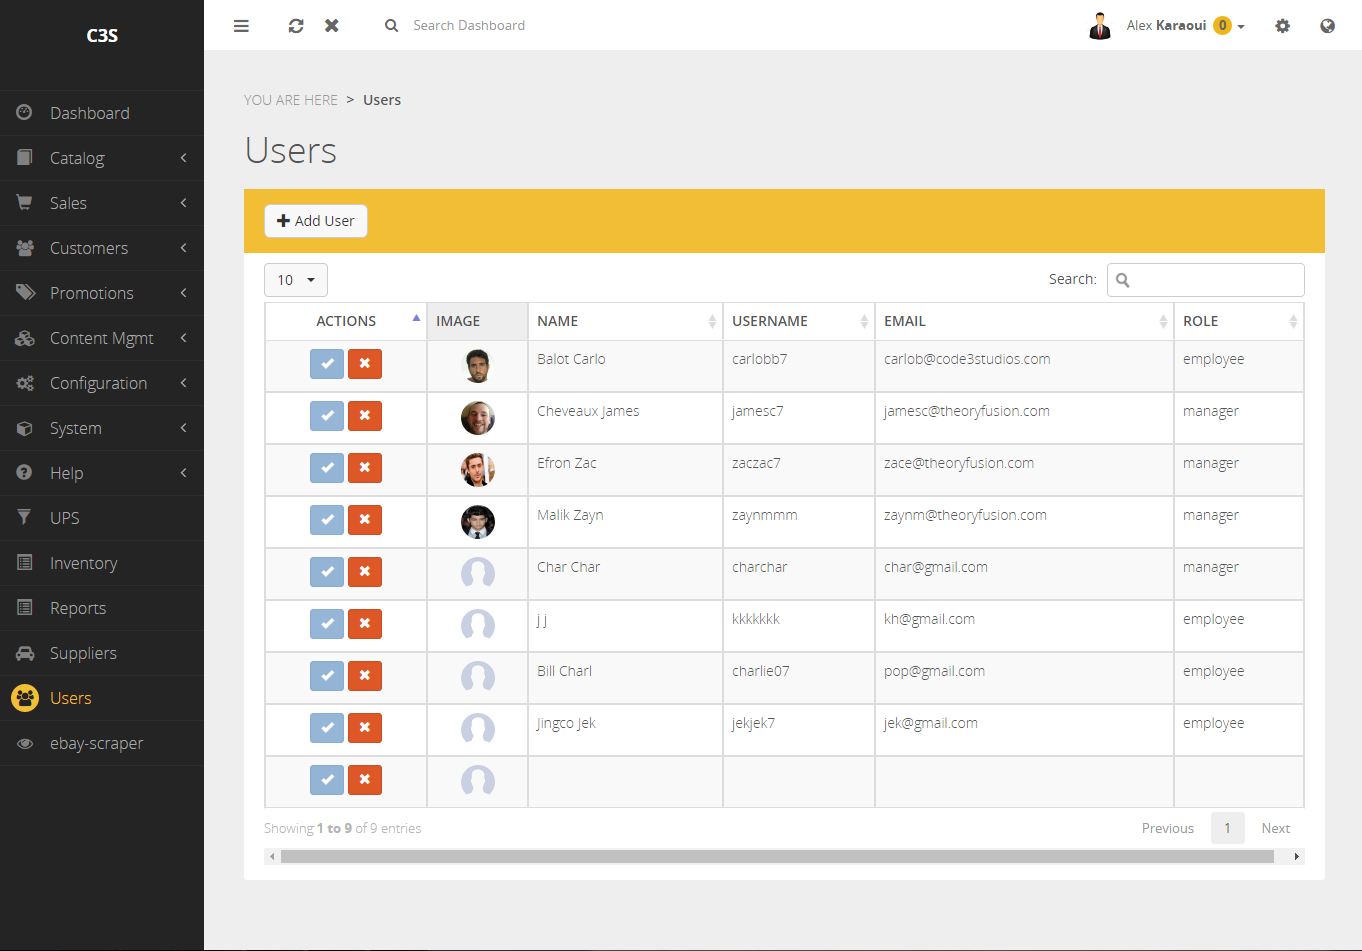 C3S
Search Dashboard
Alex Karaoui 0
Dashboard
Catalog
Sales
Customers
Promotions
Content Mgmt
Configuration
System
Help
UPS
Inventory
Reports
Suppliers
Users
ebay-scraper
YOU ARE HERE > Users
Users
Add User
10 Search:
ACTIONS IMAGE NAME USERNAME EMAIL ROLE
Balot Carlo carlobb7 carlob@code3studios.com employee
Cheveaux James jamesc7 jamesc@theoryfusion.com manager
Efron Zac zaczac7 zace@theoryfusion.com manager
Malik Zayn zaynmmm zaynm@theoryfusion.com manager
Char Char charchar char@gmail.com manager
j j kkkkkkk kh@gmail.com employee
Bill Charl charlie07 pop@gmail.com employee
Jingco Jek jekjek7 jek@gmail.com employee
Showing 1 to 9 of 9 entries Previous 1 Next